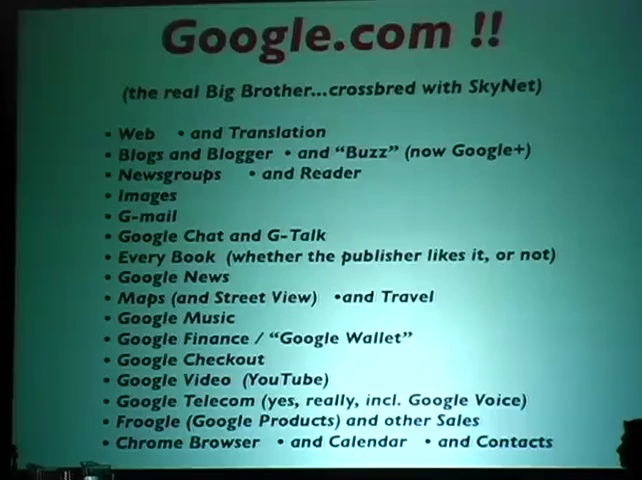 Google.com !!
(the real Big Brother...crossbred with SkyNet)
• Web • and Translation
• Blogs and Blogger • and “Buzz” (now Google+)
• Newsgroups • and Reader
• Images
• G-mail
• Google Chat and G-Talk
• Every Book (whether the publisher likes it, or not)
• Google News
• Maps (and Street View) •and Travel
• Google Music
• Google Finance / “Google Wallet”
• Google Checkout
• Google Video (YouTube)
• Google Telecom (yes, really, incl. Google Voice)
• Froogle (Google Products) and other Sales
• Chrome Browser • and Calendar • and Contacts